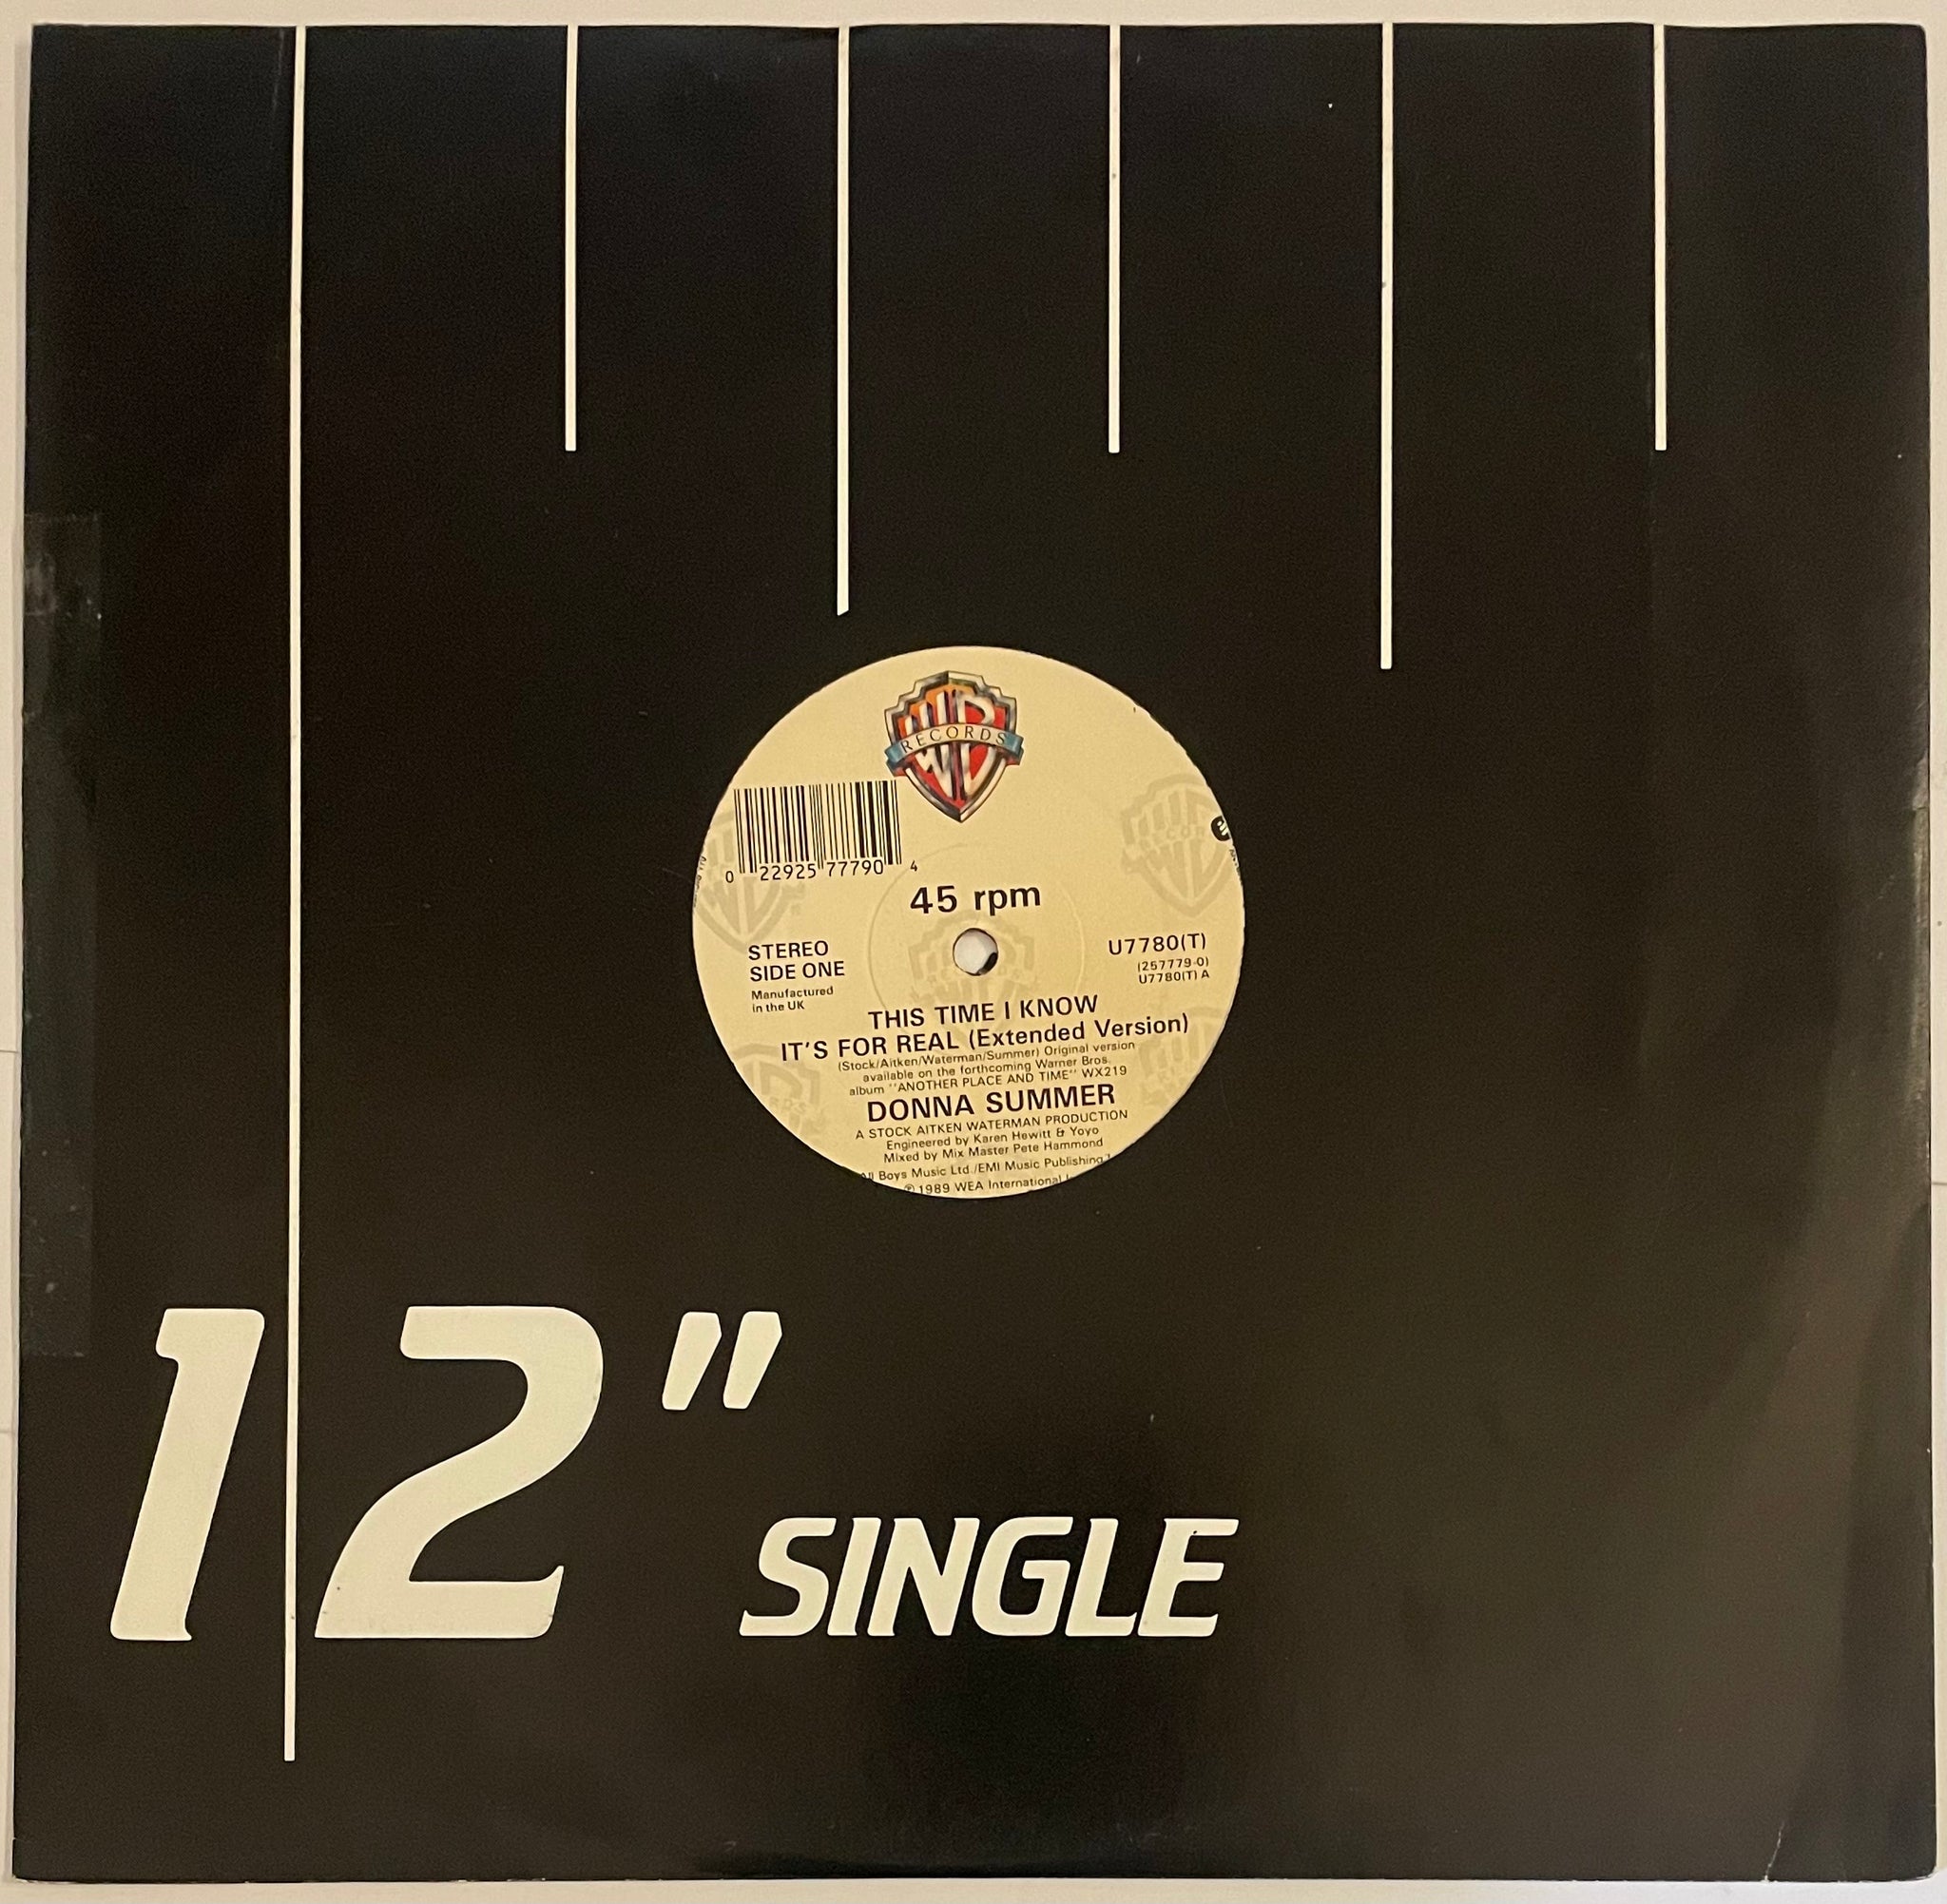 WB
RECORDS
0 22925 77790 4
45 rpm
STEREO
SIDE ONE
Manufactured
in the UK
U7780(T)
(257779-0)
U7780(T) A
THIS TIME I KNOW
IT'S FOR REAL (Extended Version)
(Stock/Aitken/Waterman/Summer) Original version
available on the forthcoming Warner Bros.
album "ANOTHER PLACE AND TIME" WX219
DONNA SUMMER
A STOCK AITKEN WATERMAN PRODUCTION
Engineered by Karen Hewitt & Yoyo
Mixed by Mix Master Pete Hammond
Boys Music Ltd./EMI Music Publishing
℗ 1989 WEA International
12"
SINGLE